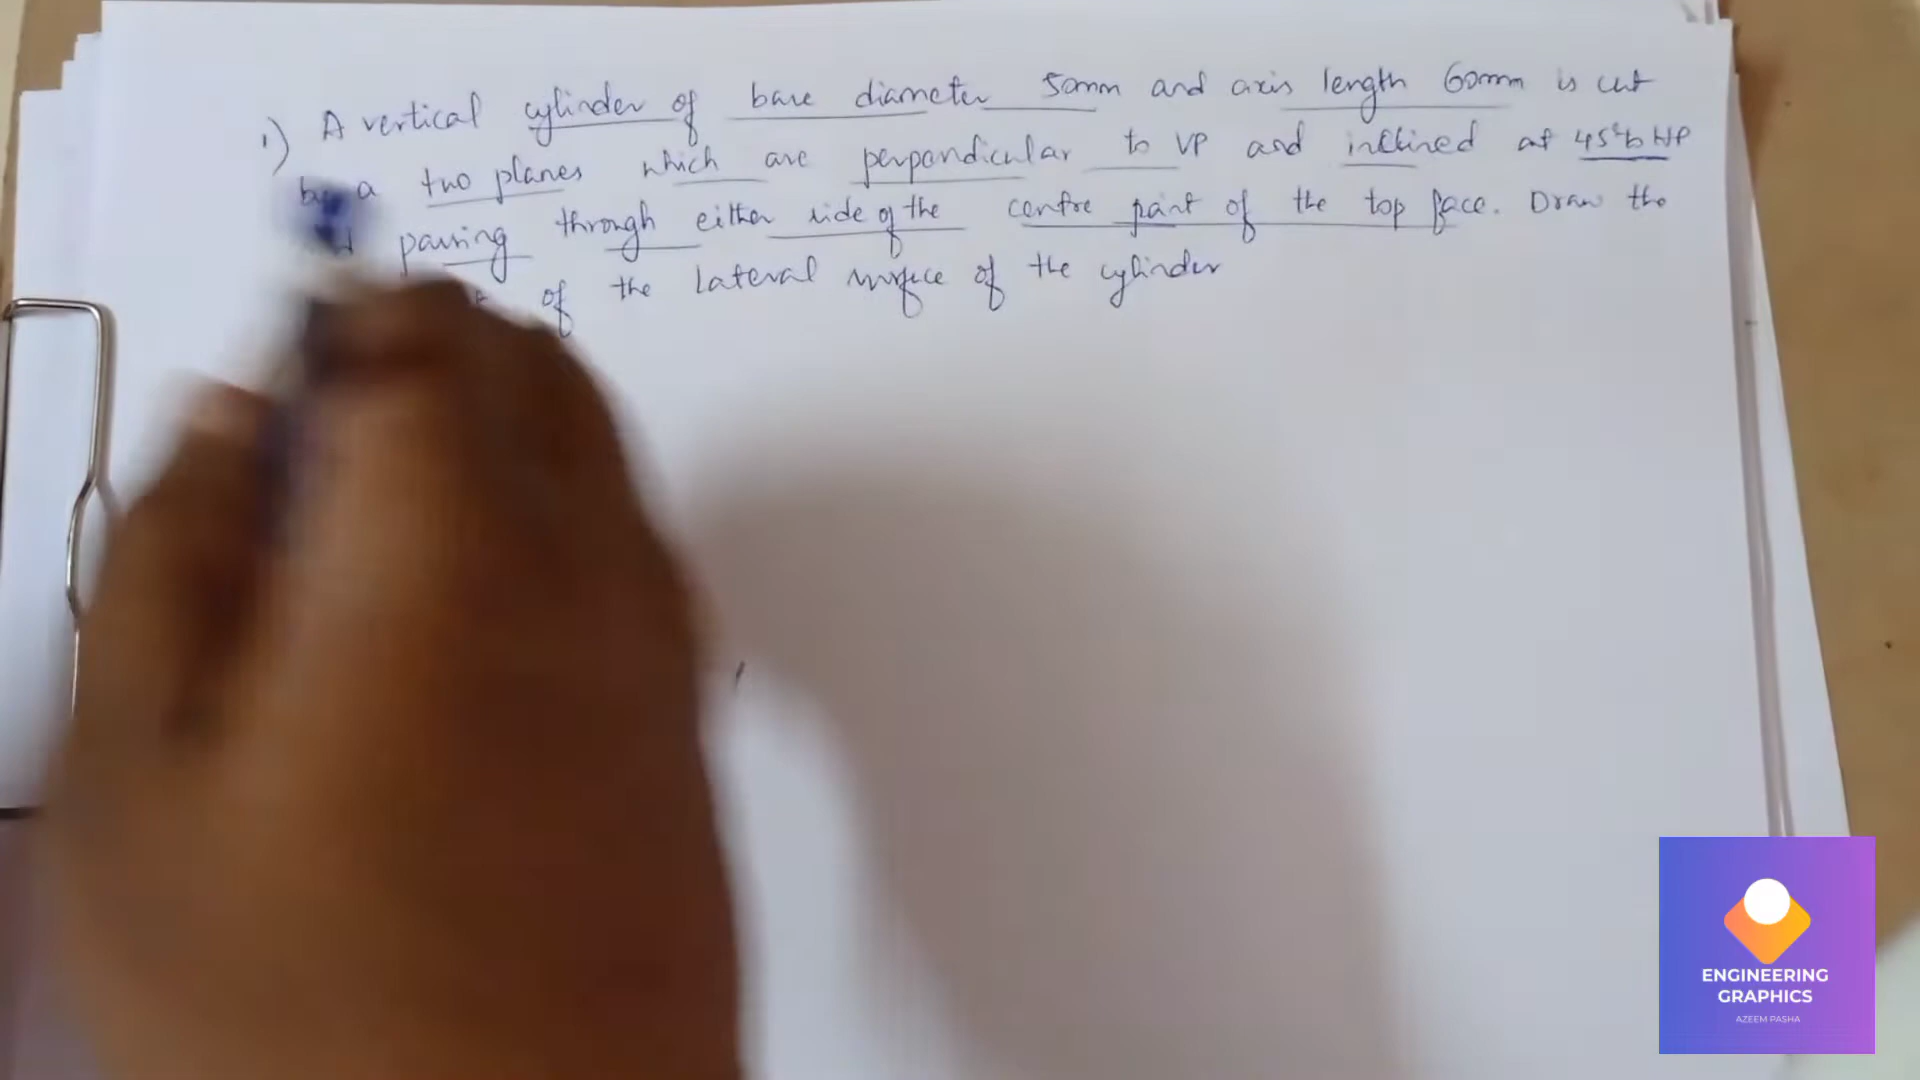 1) A vertical cylinder of base diameter 50mm and axis length 60mm is cut
by a two planes which are perpendicular to VP and inclined at 45° to HP
passing through either side of the centre point of the top face. Draw the
of the lateral surface of the cylinder
ENGINEERING
GRAPHICS
AZEEM PASHA